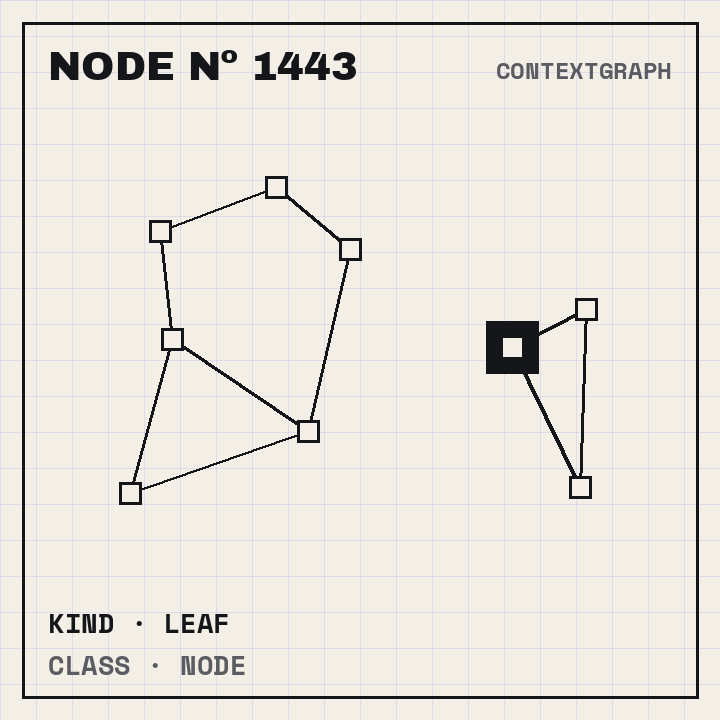 NODE Nº 1443
CONTEXTGRAPH
KIND · LEAF
CLASS · NODE